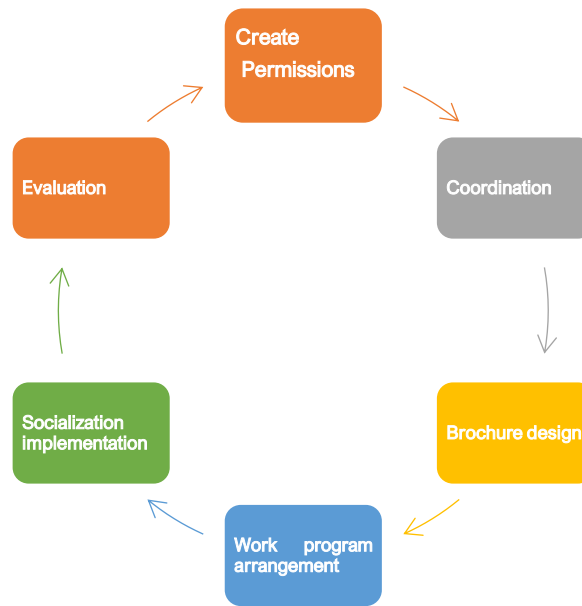 Create
Permissions
Coordination
Brochure design
Work program
arrangement
Socialization
implementation
Evaluation